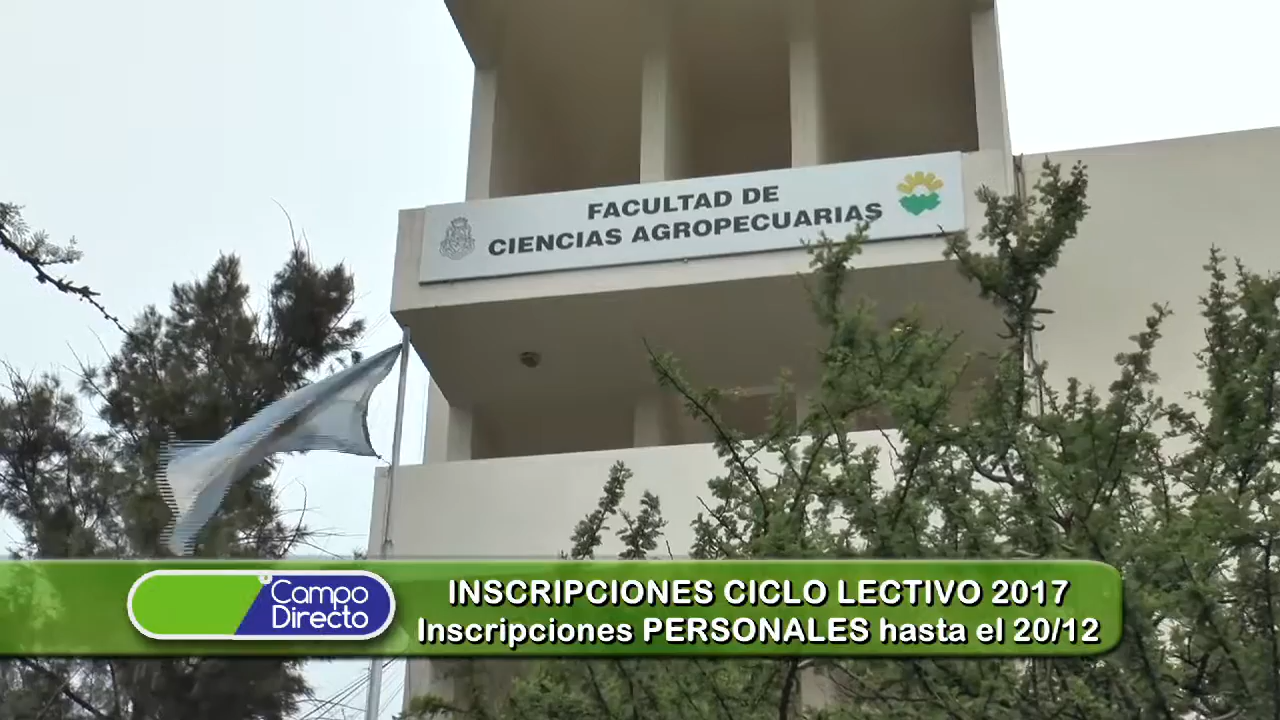 FACULTAD DE
CIENCIAS AGROPECUARIAS
Campo
Directo
INSCRIPCIONES CICLO LECTIVO 2017
Inscripciones PERSONALES hasta el 20/12